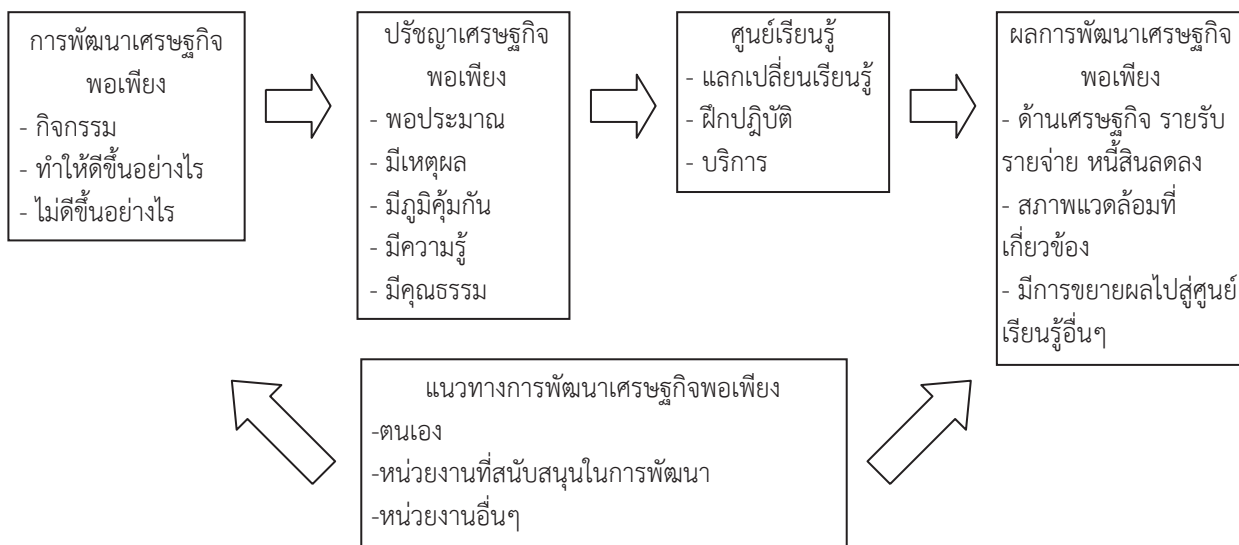 การพัฒนาเศรษฐกิจ
พอเพียง
- กิจกรรม
- ทำให้ดีขึ้นอย่างไร
- ไม่ดีขึ้นอย่างไร
ปรัชญาเศรษฐกิจ
พอเพียง
- พอประมาณ
- มีเหตุผล
- มีภูมิคุ้มกัน
- มีความรู้
- มีคุณธรรม
ศูนย์เรียนรู้
- แลกเปลี่ยนเรียนรู้
- ฝึกปฎิบัติ
- บริการ
ผลการพัฒนาเศรษฐกิจ
พอเพียง
- ด้านเศรษฐกิจ รายรับ
รายจ่าย หนี้สินลดลง
- สภาพแวดล้อมที่
เกี่ยวข้อง
- มีการขยายผลไปสู่ศูนย์
เรียนรู้อื่นๆ
แนวทางการพัฒนาเศรษฐกิจพอเพียง
-ตนเอง
-หน่วยงานที่สนับสนุนในการพัฒนา
-หน่วยงานอื่นๆ